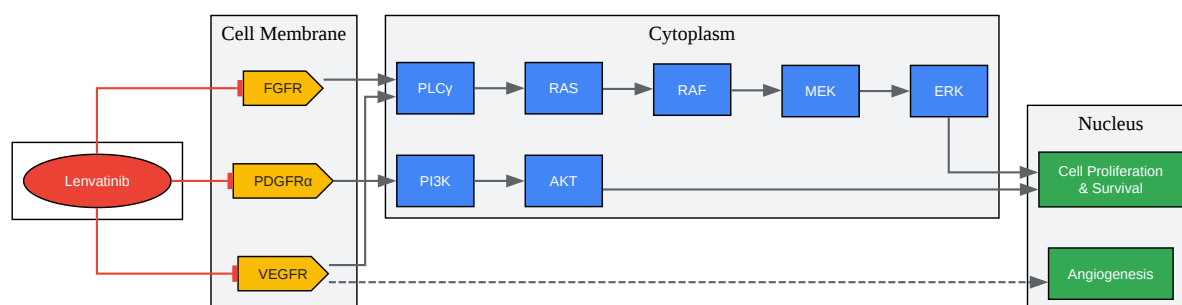 Cell Membrane
Cytoplasm
FGFR
PLCγ
RAS
RAF
MEK
ERK
Nucleus
Lenvatinib
PDGFRα
PI3K
AKT
Cell Proliferation
& Survival
VEGFR
Angiogenesis